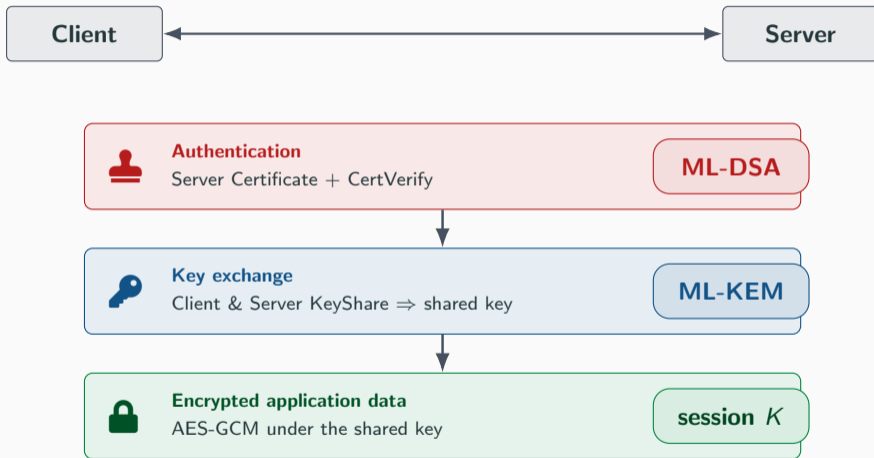 Client
Server
Authentication
Server Certificate + CertVerify
ML-DSA
Key exchange
Client & Server KeyShare ⇒ shared key
ML-KEM
Encrypted application data
AES-GCM under the shared key
session K